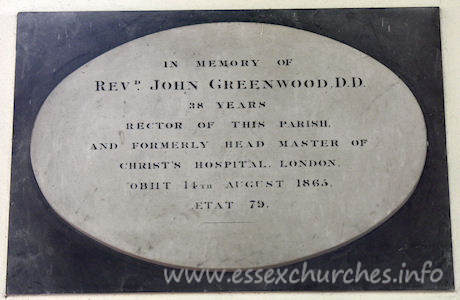 IN MEMORY OF
REVD. JOHN GREENWOOD, D.D.
38 YEARS
RECTOR OF THIS PARISH,
AND FORMERLY HEAD MASTER OF
CHRIST'S HOSPITAL, LONDON,
OBIIT 14TH AUGUST 1865,
ETAT 79.
www.essexchurches.info